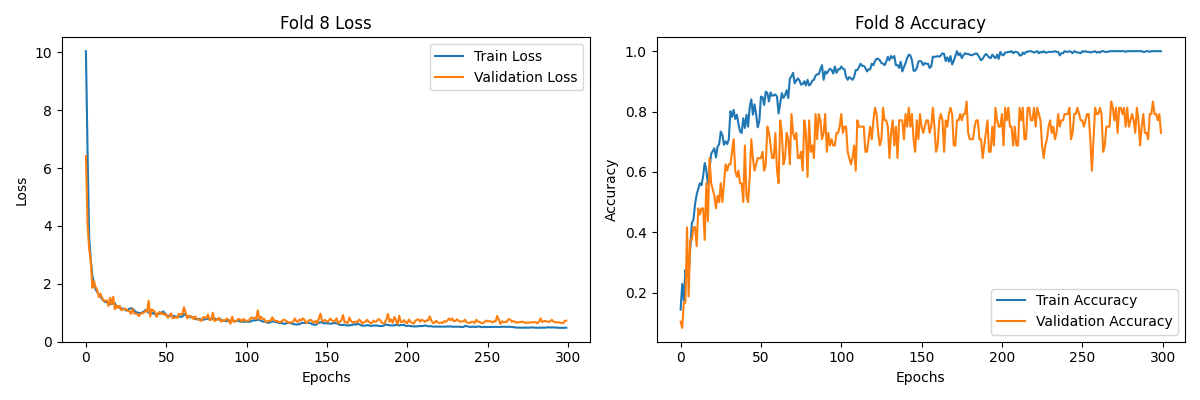 Fold 8 Loss
10
8
6
4
2
0
Loss
Train Loss
Validation Loss
0 50 100 150 200 250 300
Epochs
Fold 8 Accuracy
1.0
0.8
0.6
0.4
0.2
Accuracy
Train Accuracy
Validation Accuracy
0 50 100 150 200 250 300
Epochs